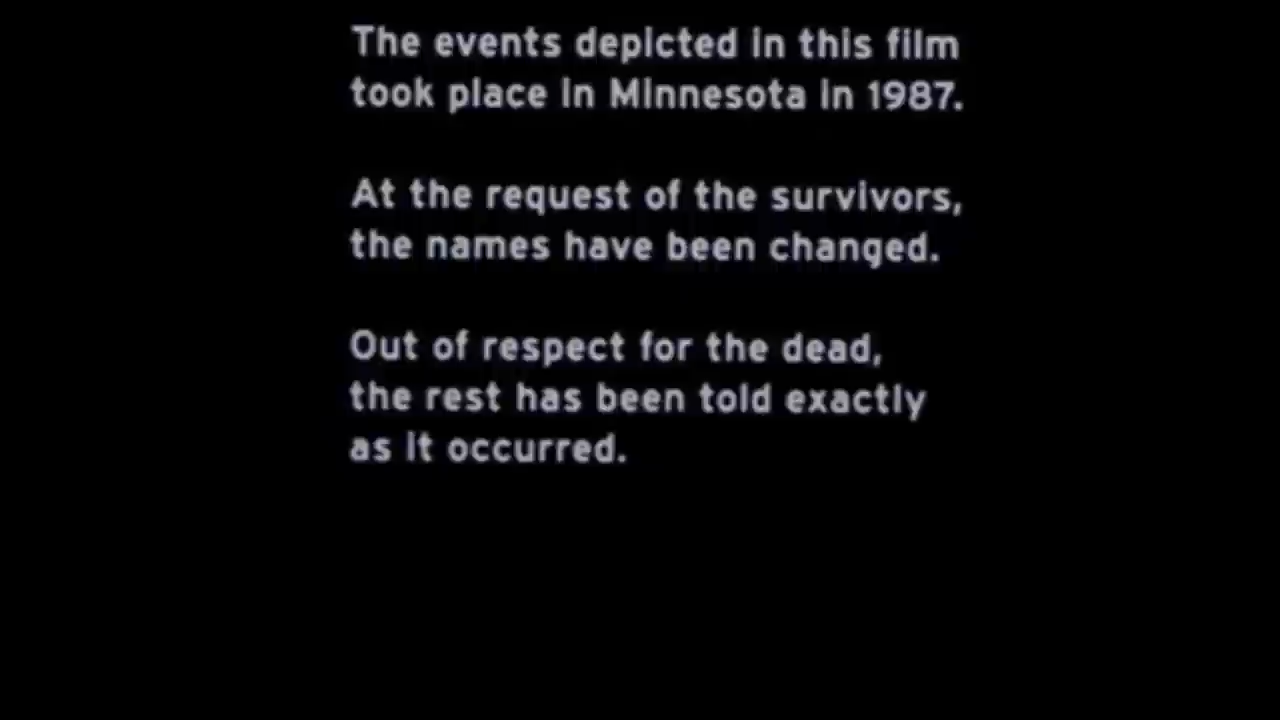 The events depicted in this film
took place in Minnesota in 1987.
At the request of the survivors,
the names have been changed.
Out of respect for the dead,
the rest has been told exactly
as it occurred.